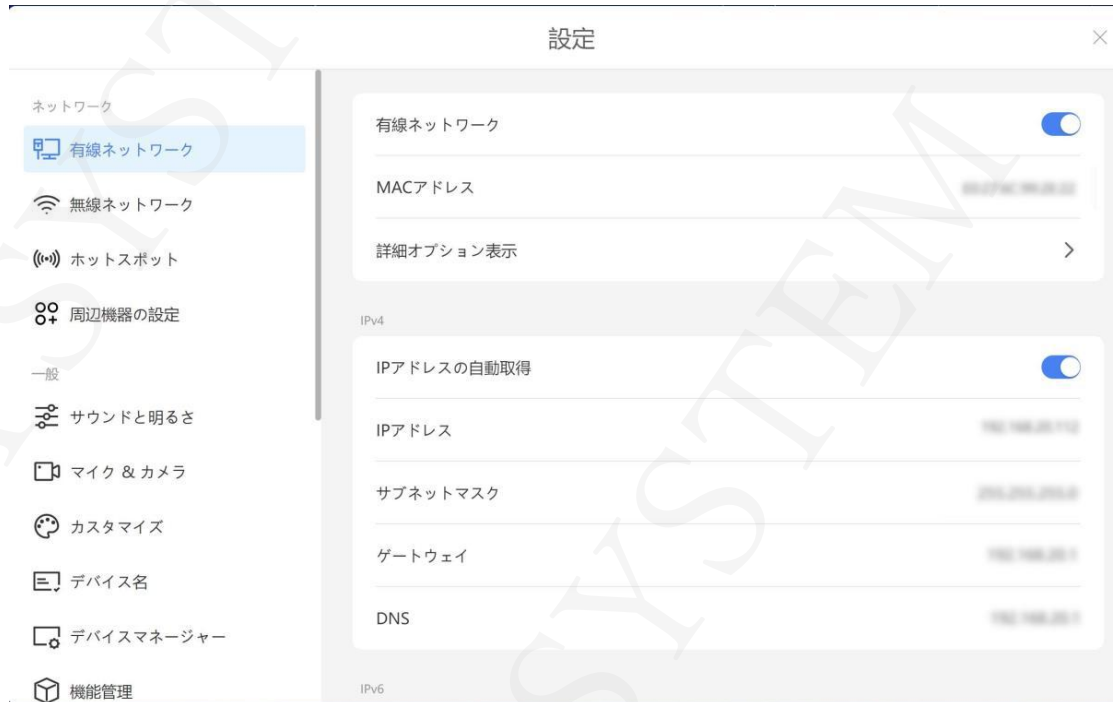 設定
ネットワーク
有線ネットワーク
無線ネットワーク
ホットスポット
周辺機器の設定
一般
サウンドと明るさ
マイク & カメラ
カスタマイズ
デバイス名
デバイスマネージャー
機能管理
有線ネットワーク
MACアドレス
詳細オプション表示
IPv4
IPアドレスの自動取得
IPアドレス
サブネットマスク
ゲートウェイ
DNS
IPv6
SYSTEM